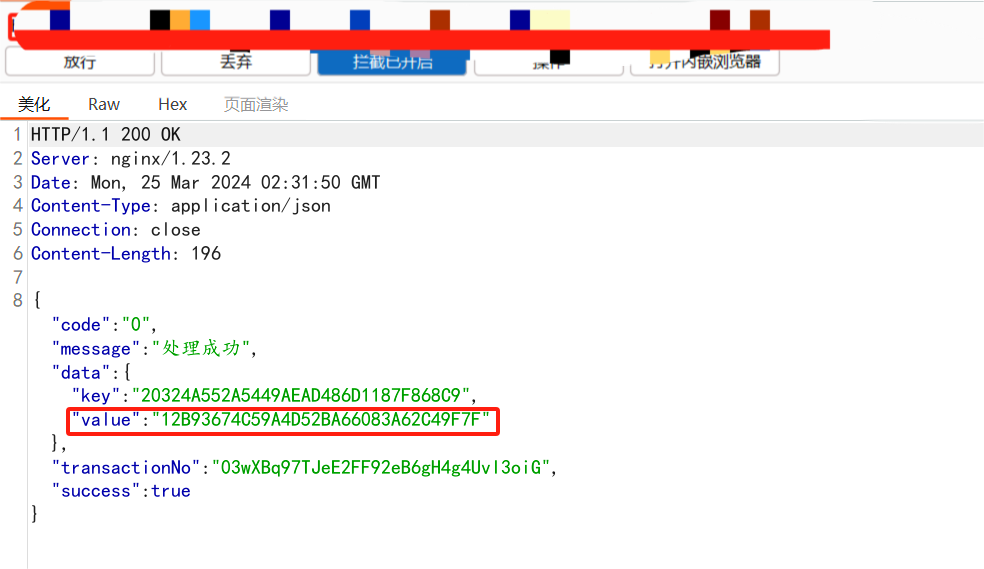 放行 丢弃 拦截已开启 操作 打开内嵌浏览器
美化 Raw Hex 页面渲染
1 HTTP/1.1 200 OK
2 Server: nginx/1.23.2
3 Date: Mon, 25 Mar 2024 02:31:50 GMT
4 Content-Type: application/json
5 Connection: close
6 Content-Length: 196
7
8 {
"code":"0",
"message":"处理成功",
"data":{
"key":"20324A552A5449AEAD486D1187F868C9",
"value":"12B93674C59A4D52BA66083A62C49F7F"
},
"transactionNo":"03wXBq97TJeE2FF92eB6gH4g4Uvl3oiG",
"success":true
}